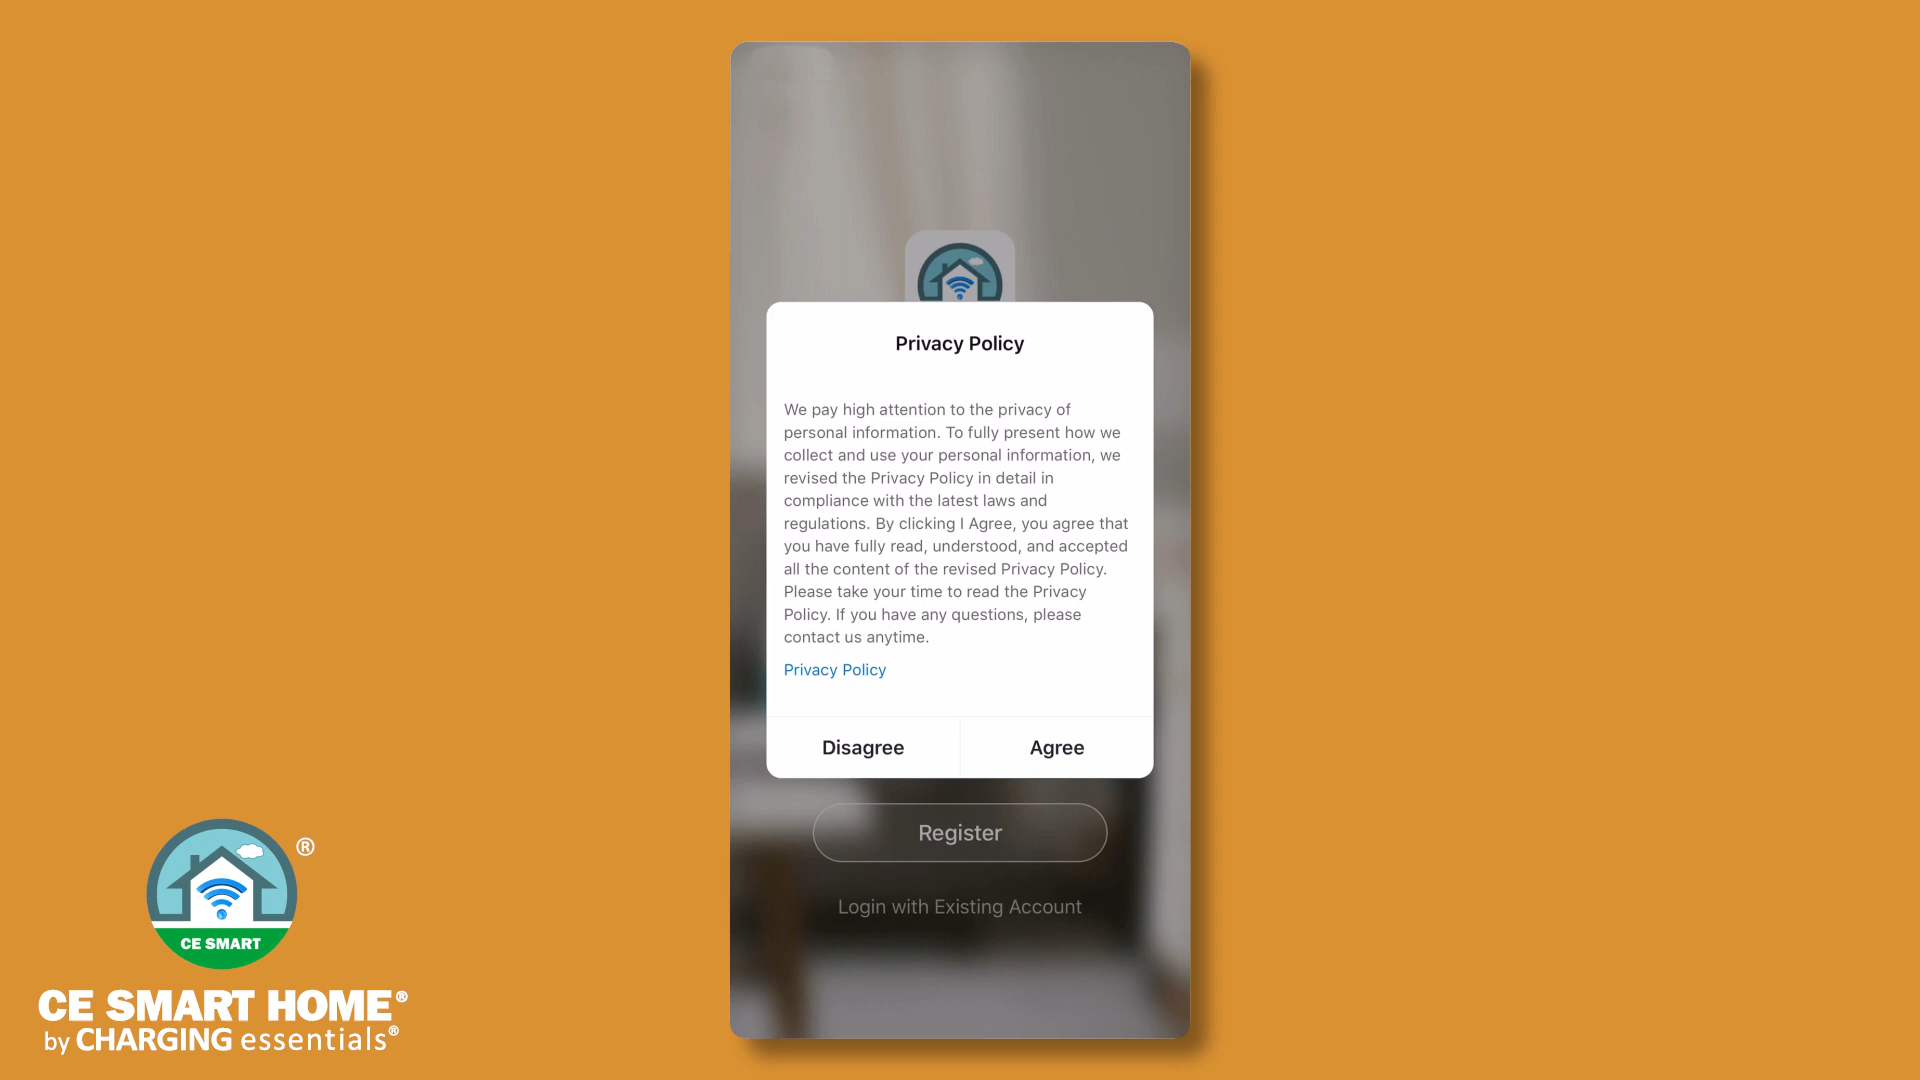 Privacy Policy
We pay high attention to the privacy of
personal information. To fully present how we
collect and use your personal information, we
revised the Privacy Policy in detail in
compliance with the latest laws and
regulations. By clicking I Agree, you agree that
you have fully read, understood, and accepted
all the content of the revised Privacy Policy.
Please take your time to read the Privacy
Policy. If you have any questions, please
contact us anytime.
Privacy Policy
Disagree Agree
Register
Login with Existing Account
®
CE SMART
CE SMART HOME®
by CHARGING essentials®